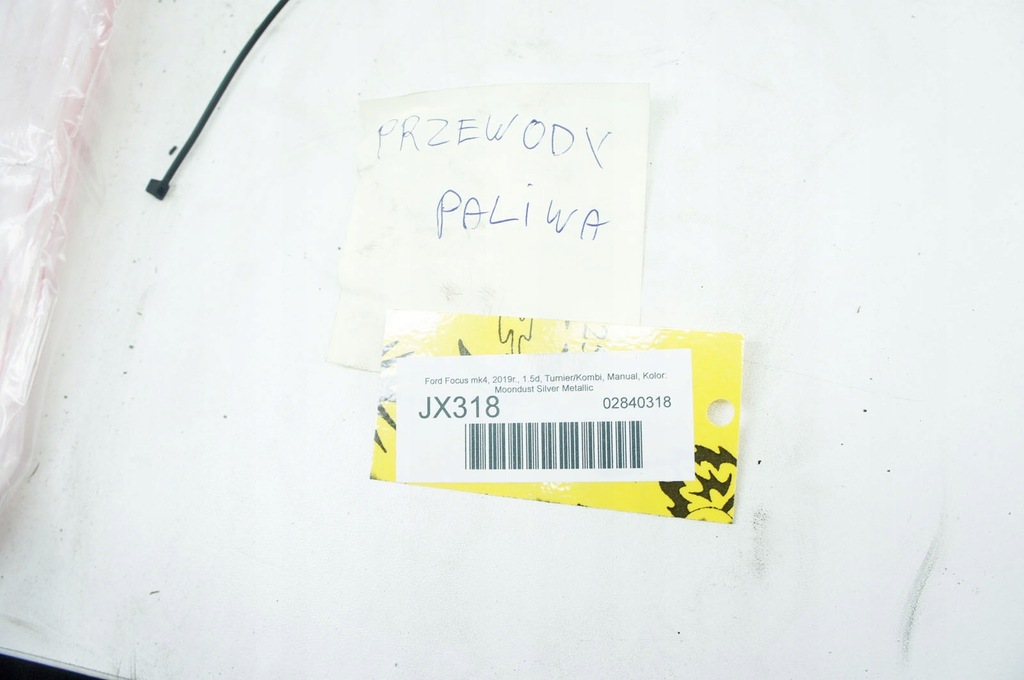 PRZEWODY
PALiWA
Ford Focus mk4, 2019r., 1.5d, Turnier/Kombi, Manual, Kolor:
Moondust Silver Metallic
JX318 02840318